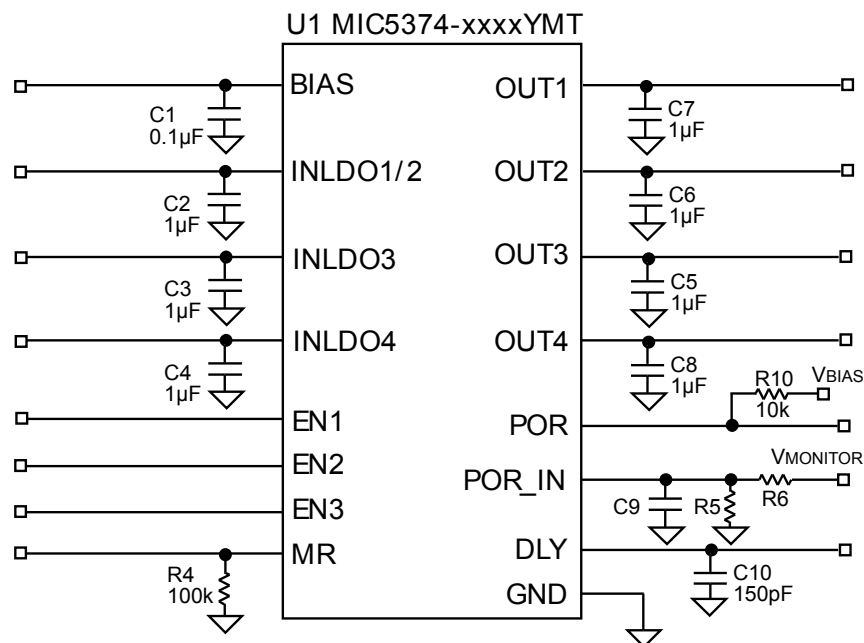 U1 MIC5374-xxxxYMT
BIAS
C1
0.1µF
INLDO1/2
C2
1µF
INLDO3
C3
1µF
INLDO4
C4
1µF
EN1
EN2
EN3
MR
R4
100k
OUT1
C7
1µF
OUT2
C6
1µF
OUT3
C5
1µF
OUT4
C8
1µF
R10
10k
VBIAS
POR
VMONITOR
POR_IN
C9
R5
R6
DLY
C10
150pF
GND